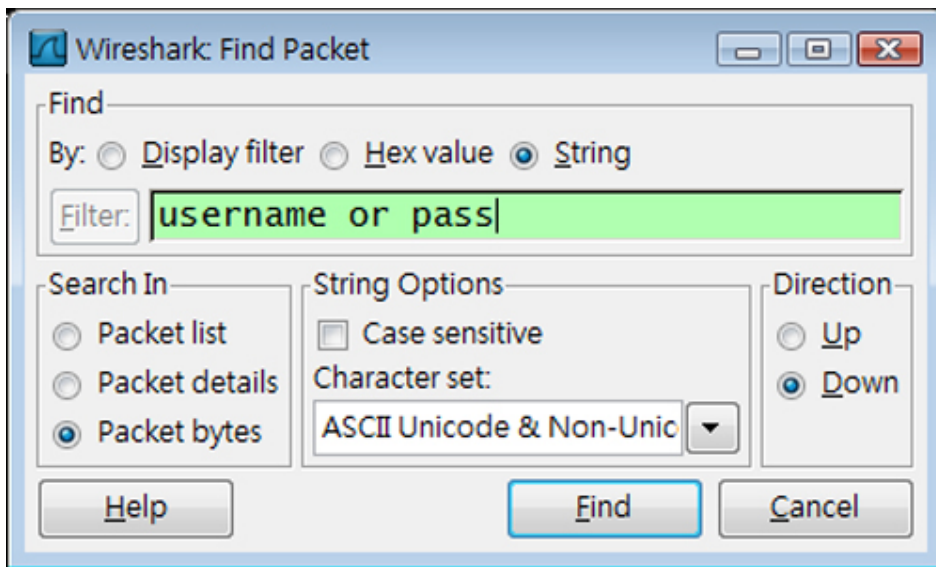 Wireshark: Find Packet
Find
By: Display filter Hex value String
Filter: username or pass
Search In
Packet list
Packet details
Packet bytes
String Options
Case sensitive
Character set:
ASCII Unicode & Non-Unic
Direction
Up
Down
Help Find Cancel